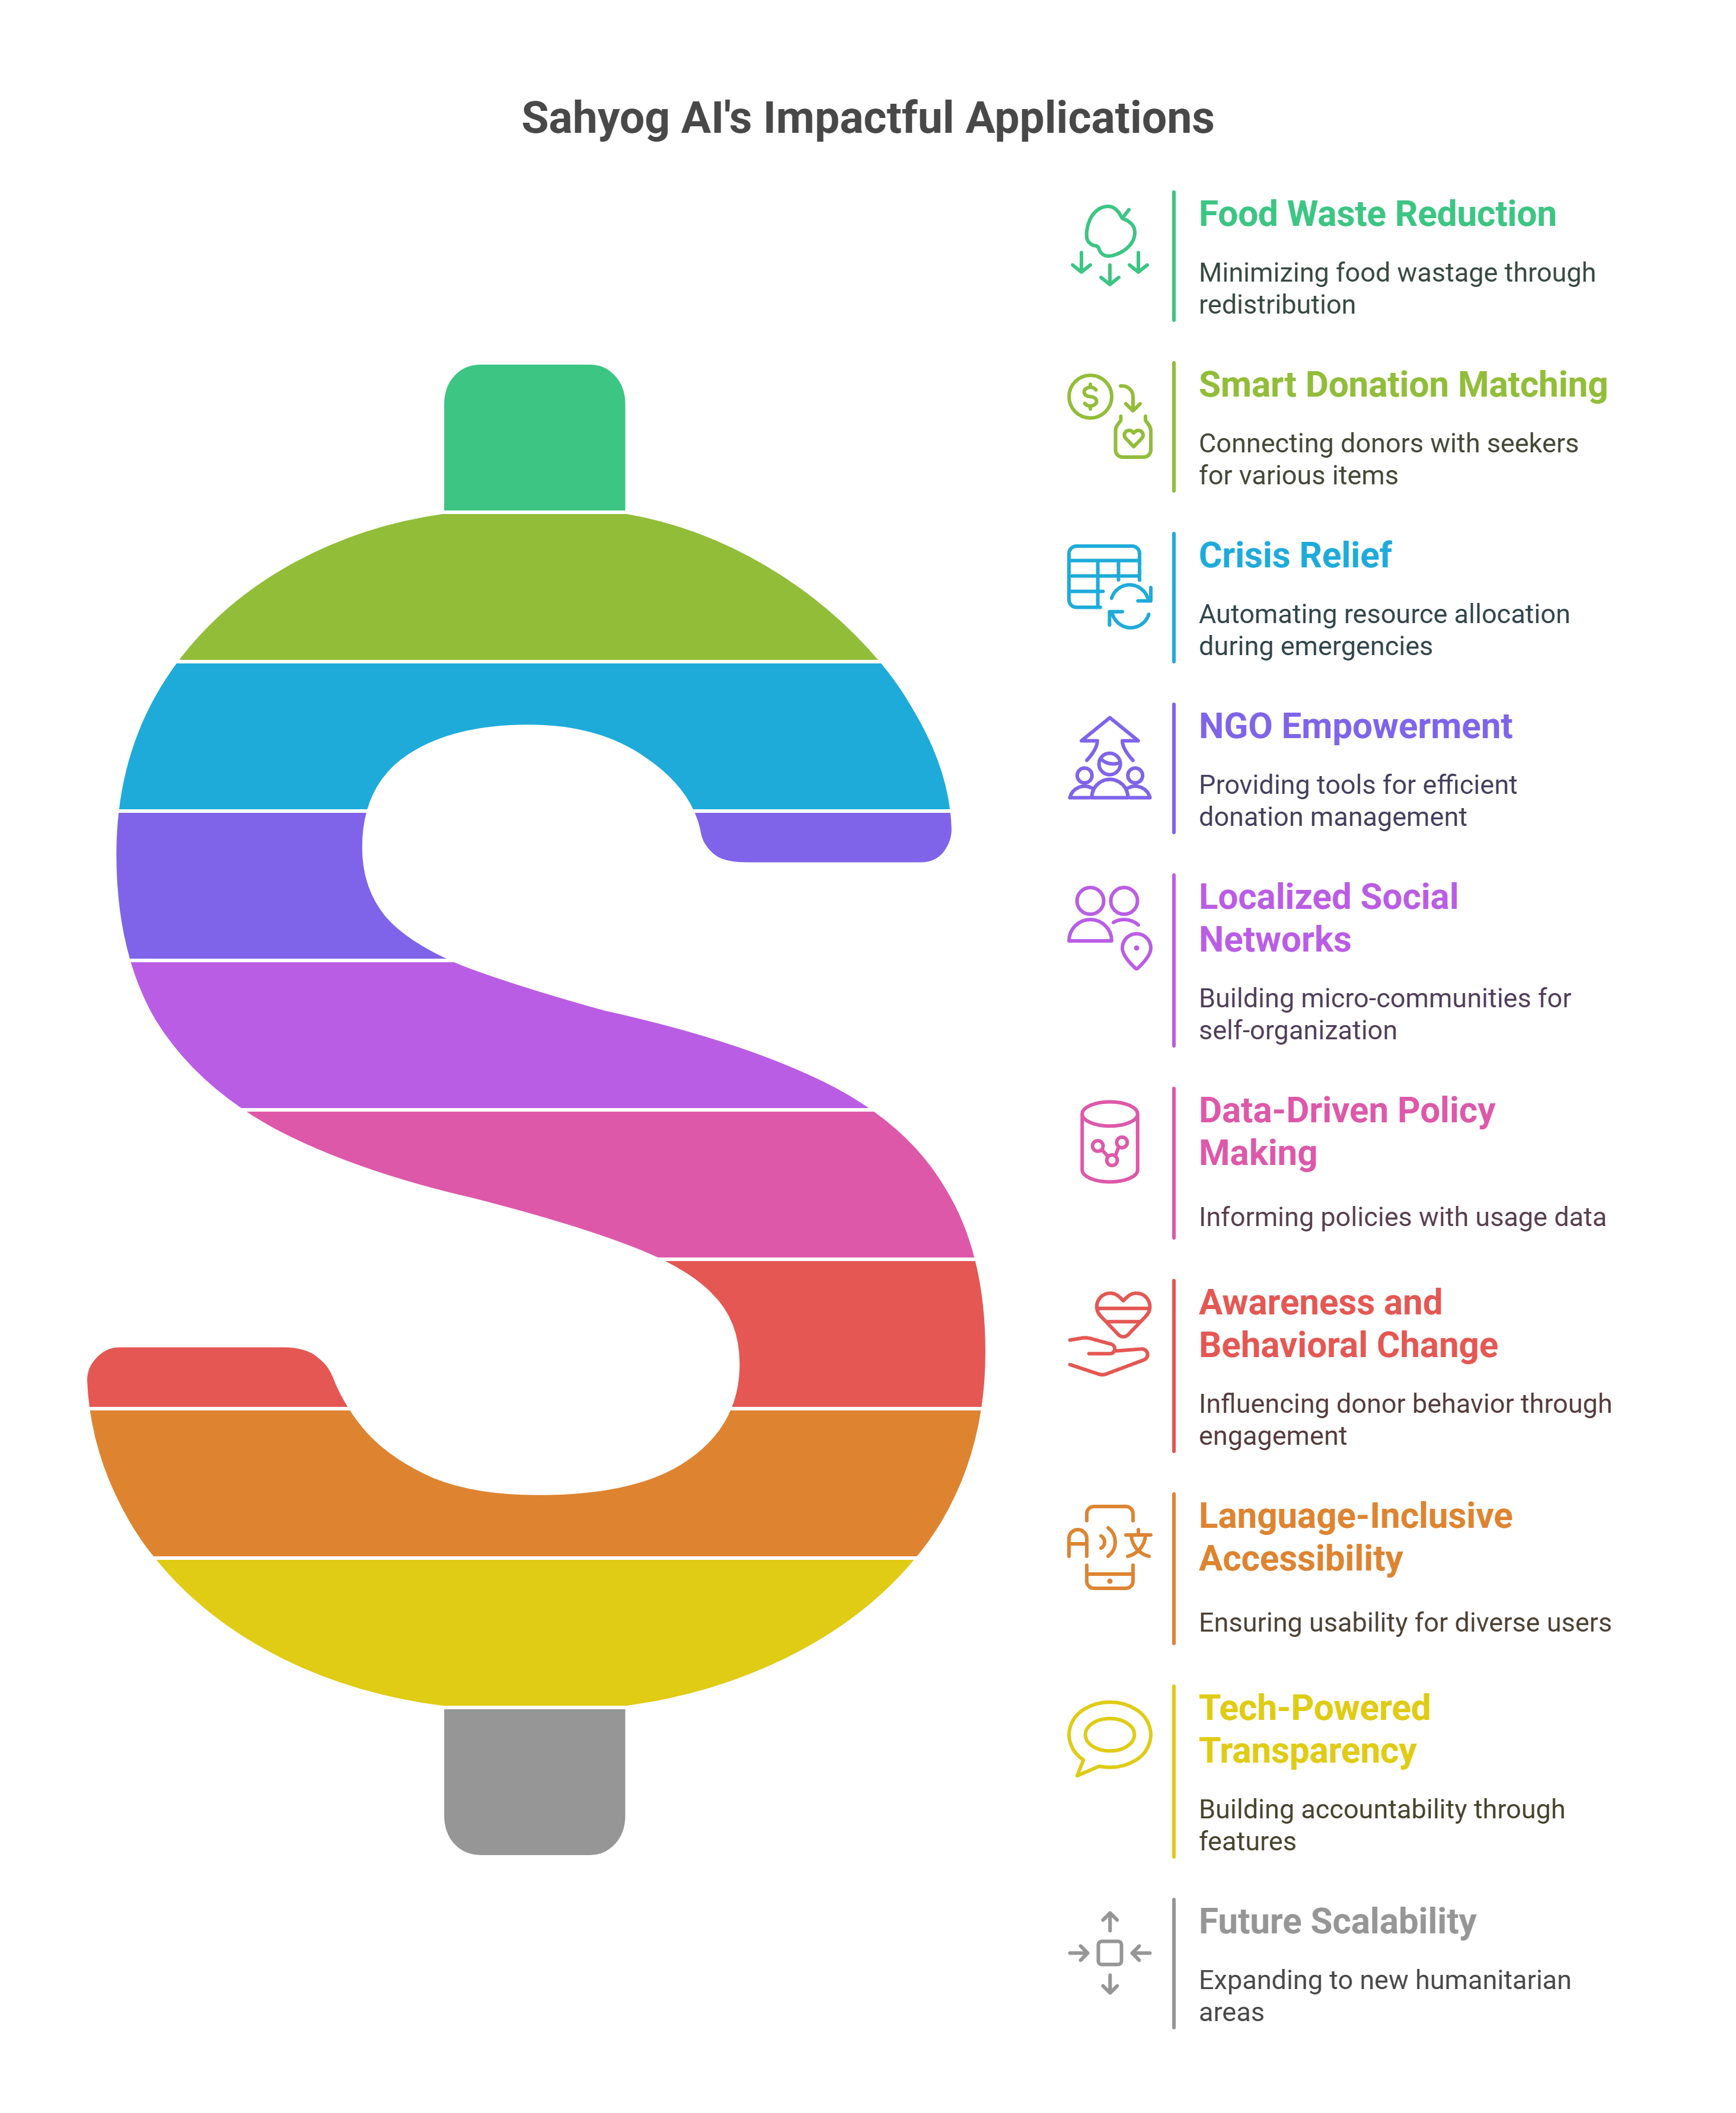 Sahyog AI's Impactful Applications
Food Waste Reduction
Minimizing food wastage through
redistribution
$
Smart Donation Matching
Connecting donors with seekers
for various items
Crisis Relief
Automating resource allocation
during emergencies
NGO Empowerment
Providing tools for efficient
donation management
Localized Social
Networks
Building micro-communities for
self-organization
Data-Driven Policy
Making
Informing policies with usage data
Awareness and
Behavioral Change
Influencing donor behavior through
engagement
A 文
Language-Inclusive
Accessibility
Ensuring usability for diverse users
Tech-Powered
Transparency
Building accountability through
features
Future Scalability
Expanding to new humanitarian
areas